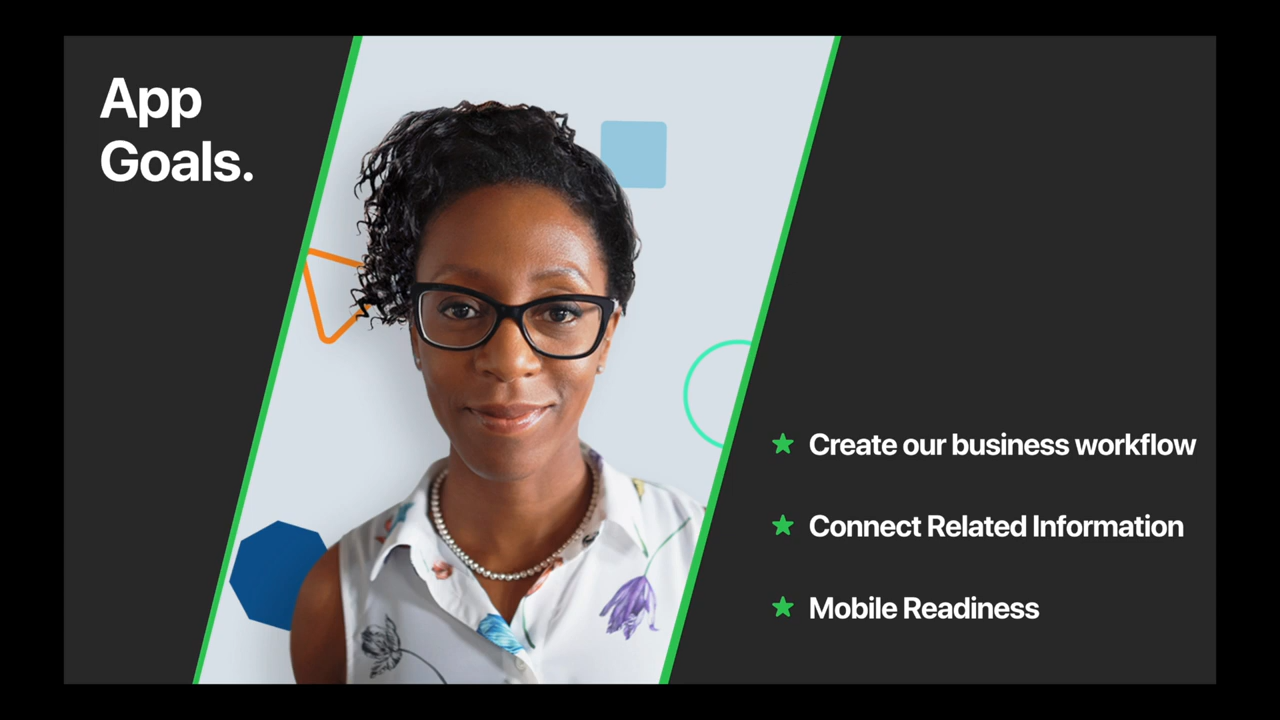 App
Goals.
Create our business workflow
Connect Related Information
Mobile Readiness